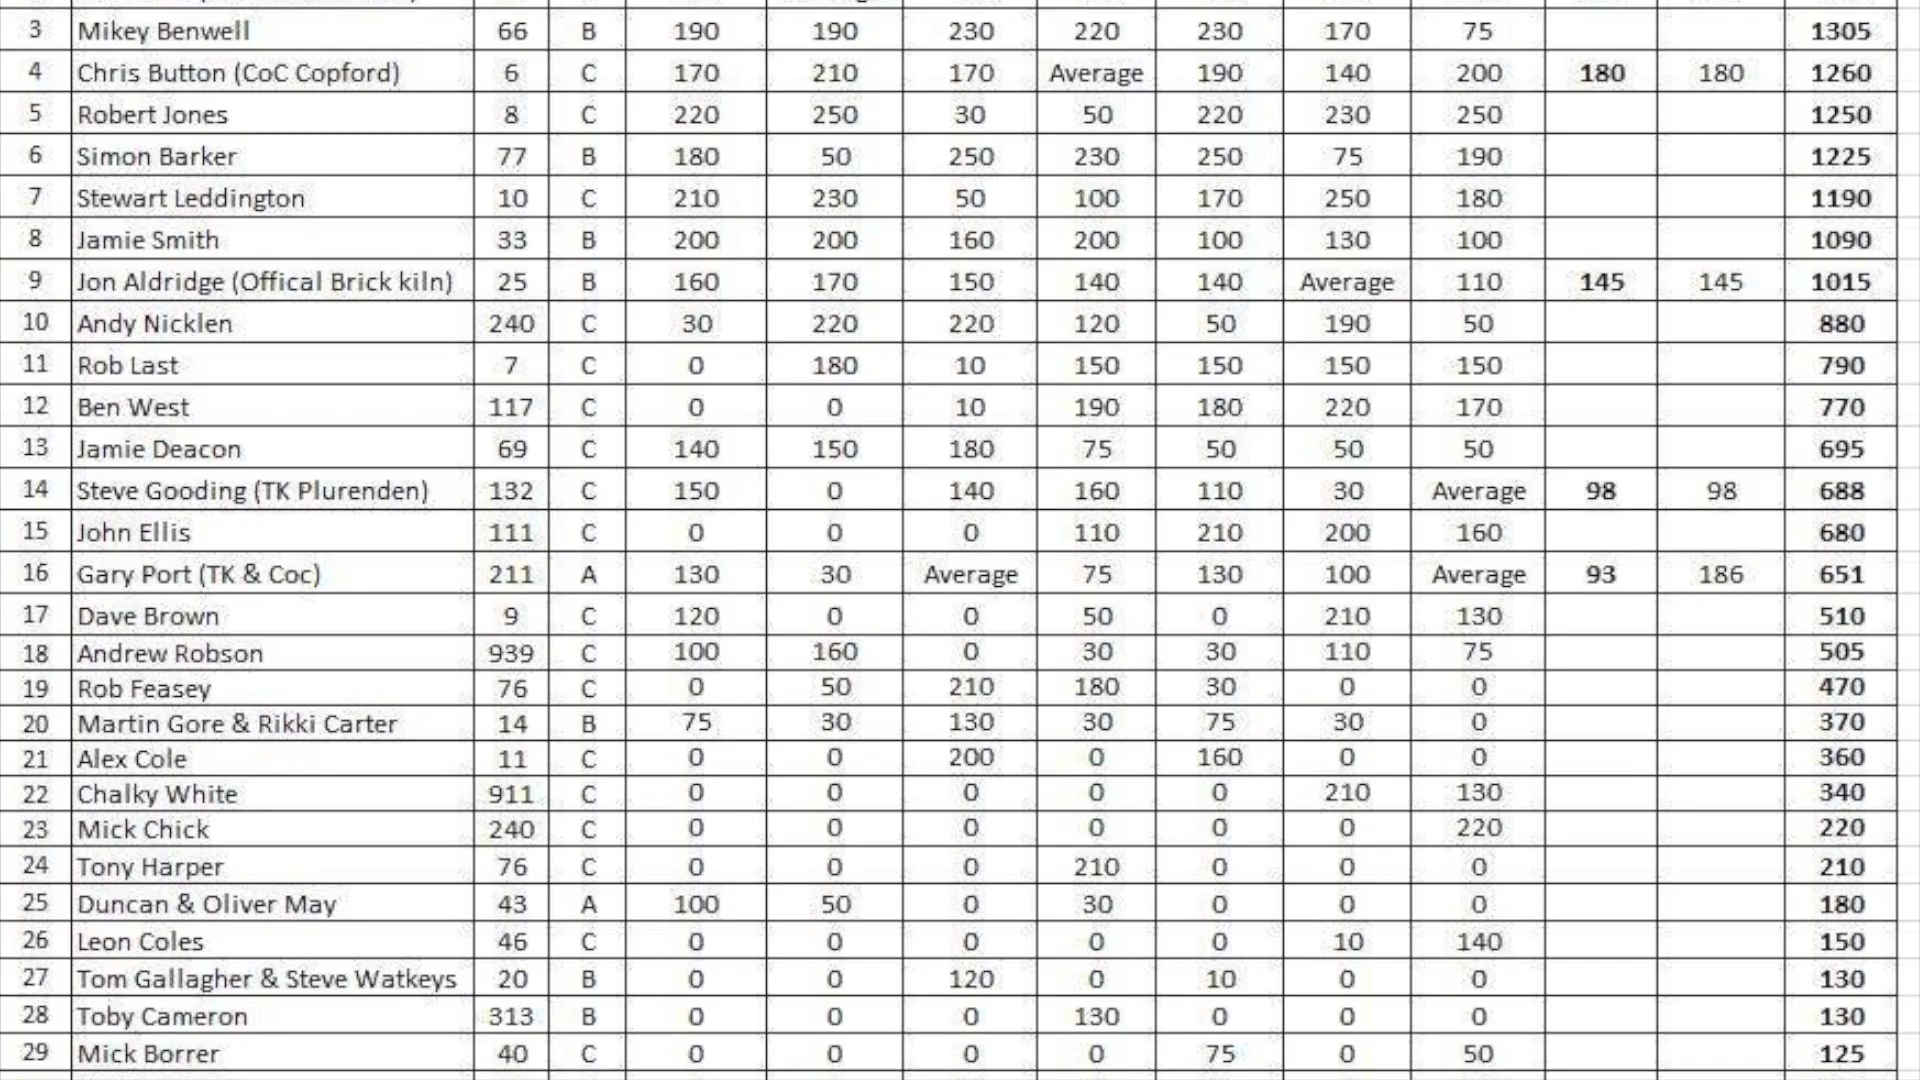 3 Mikey Benwell 66 B 190 190 230 220 230 170 75 1305
4 Chris Button (CoC Copford) 6 C 170 210 170 Average 190 140 200 180 180 1260
5 Robert Jones 8 C 220 250 30 50 220 230 250 1250
6 Simon Barker 77 B 180 50 250 230 250 75 190 1225
7 Stewart Leddington 10 C 210 230 50 100 170 250 180 1190
8 Jamie Smith 33 B 200 200 160 200 100 130 100 1090
9 Jon Aldridge (Offical Brick kiln) 25 B 160 170 150 140 140 Average 110 145 145 1015
10 Andy Nicklen 240 C 30 220 220 120 50 190 50 880
11 Rob Last 7 C 0 180 10 150 150 150 150 790
12 Ben West 117 C 0 0 10 190 180 220 170 770
13 Jamie Deacon 69 C 140 150 180 75 50 50 50 695
14 Steve Gooding (TK Plurenden) 132 C 150 0 140 160 110 30 Average 98 98 688
15 John Ellis 111 C 0 0 0 110 210 200 160 680
16 Gary Port (TK & Coc) 211 A 130 30 Average 75 130 100 Average 93 186 651
17 Dave Brown 9 C 120 0 0 50 0 210 130 510
18 Andrew Robson 939 C 100 160 0 30 30 110 75 505
19 Rob Feasey 76 C 0 50 210 180 30 0 0 470
20 Martin Gore & Rikki Carter 14 B 75 30 130 30 75 30 0 370
21 Alex Cole 11 C 0 0 200 0 160 0 0 360
22 Chalky White 911 C 0 0 0 0 0 210 130 340
23 Mick Chick 240 C 0 0 0 0 0 0 220 220
24 Tony Harper 76 C 0 0 0 210 0 0 0 210
25 Duncan & Oliver May 43 A 100 50 0 30 0 0 0 180
26 Leon Coles 46 C 0 0 0 0 0 10 140 150
27 Tom Gallagher & Steve Watkeys 20 B 0 0 120 0 10 0 0 130
28 Toby Cameron 313 B 0 0 0 130 0 0 0 130
29 Mick Borrer 40 C 0 0 0 0 75 0 50 125